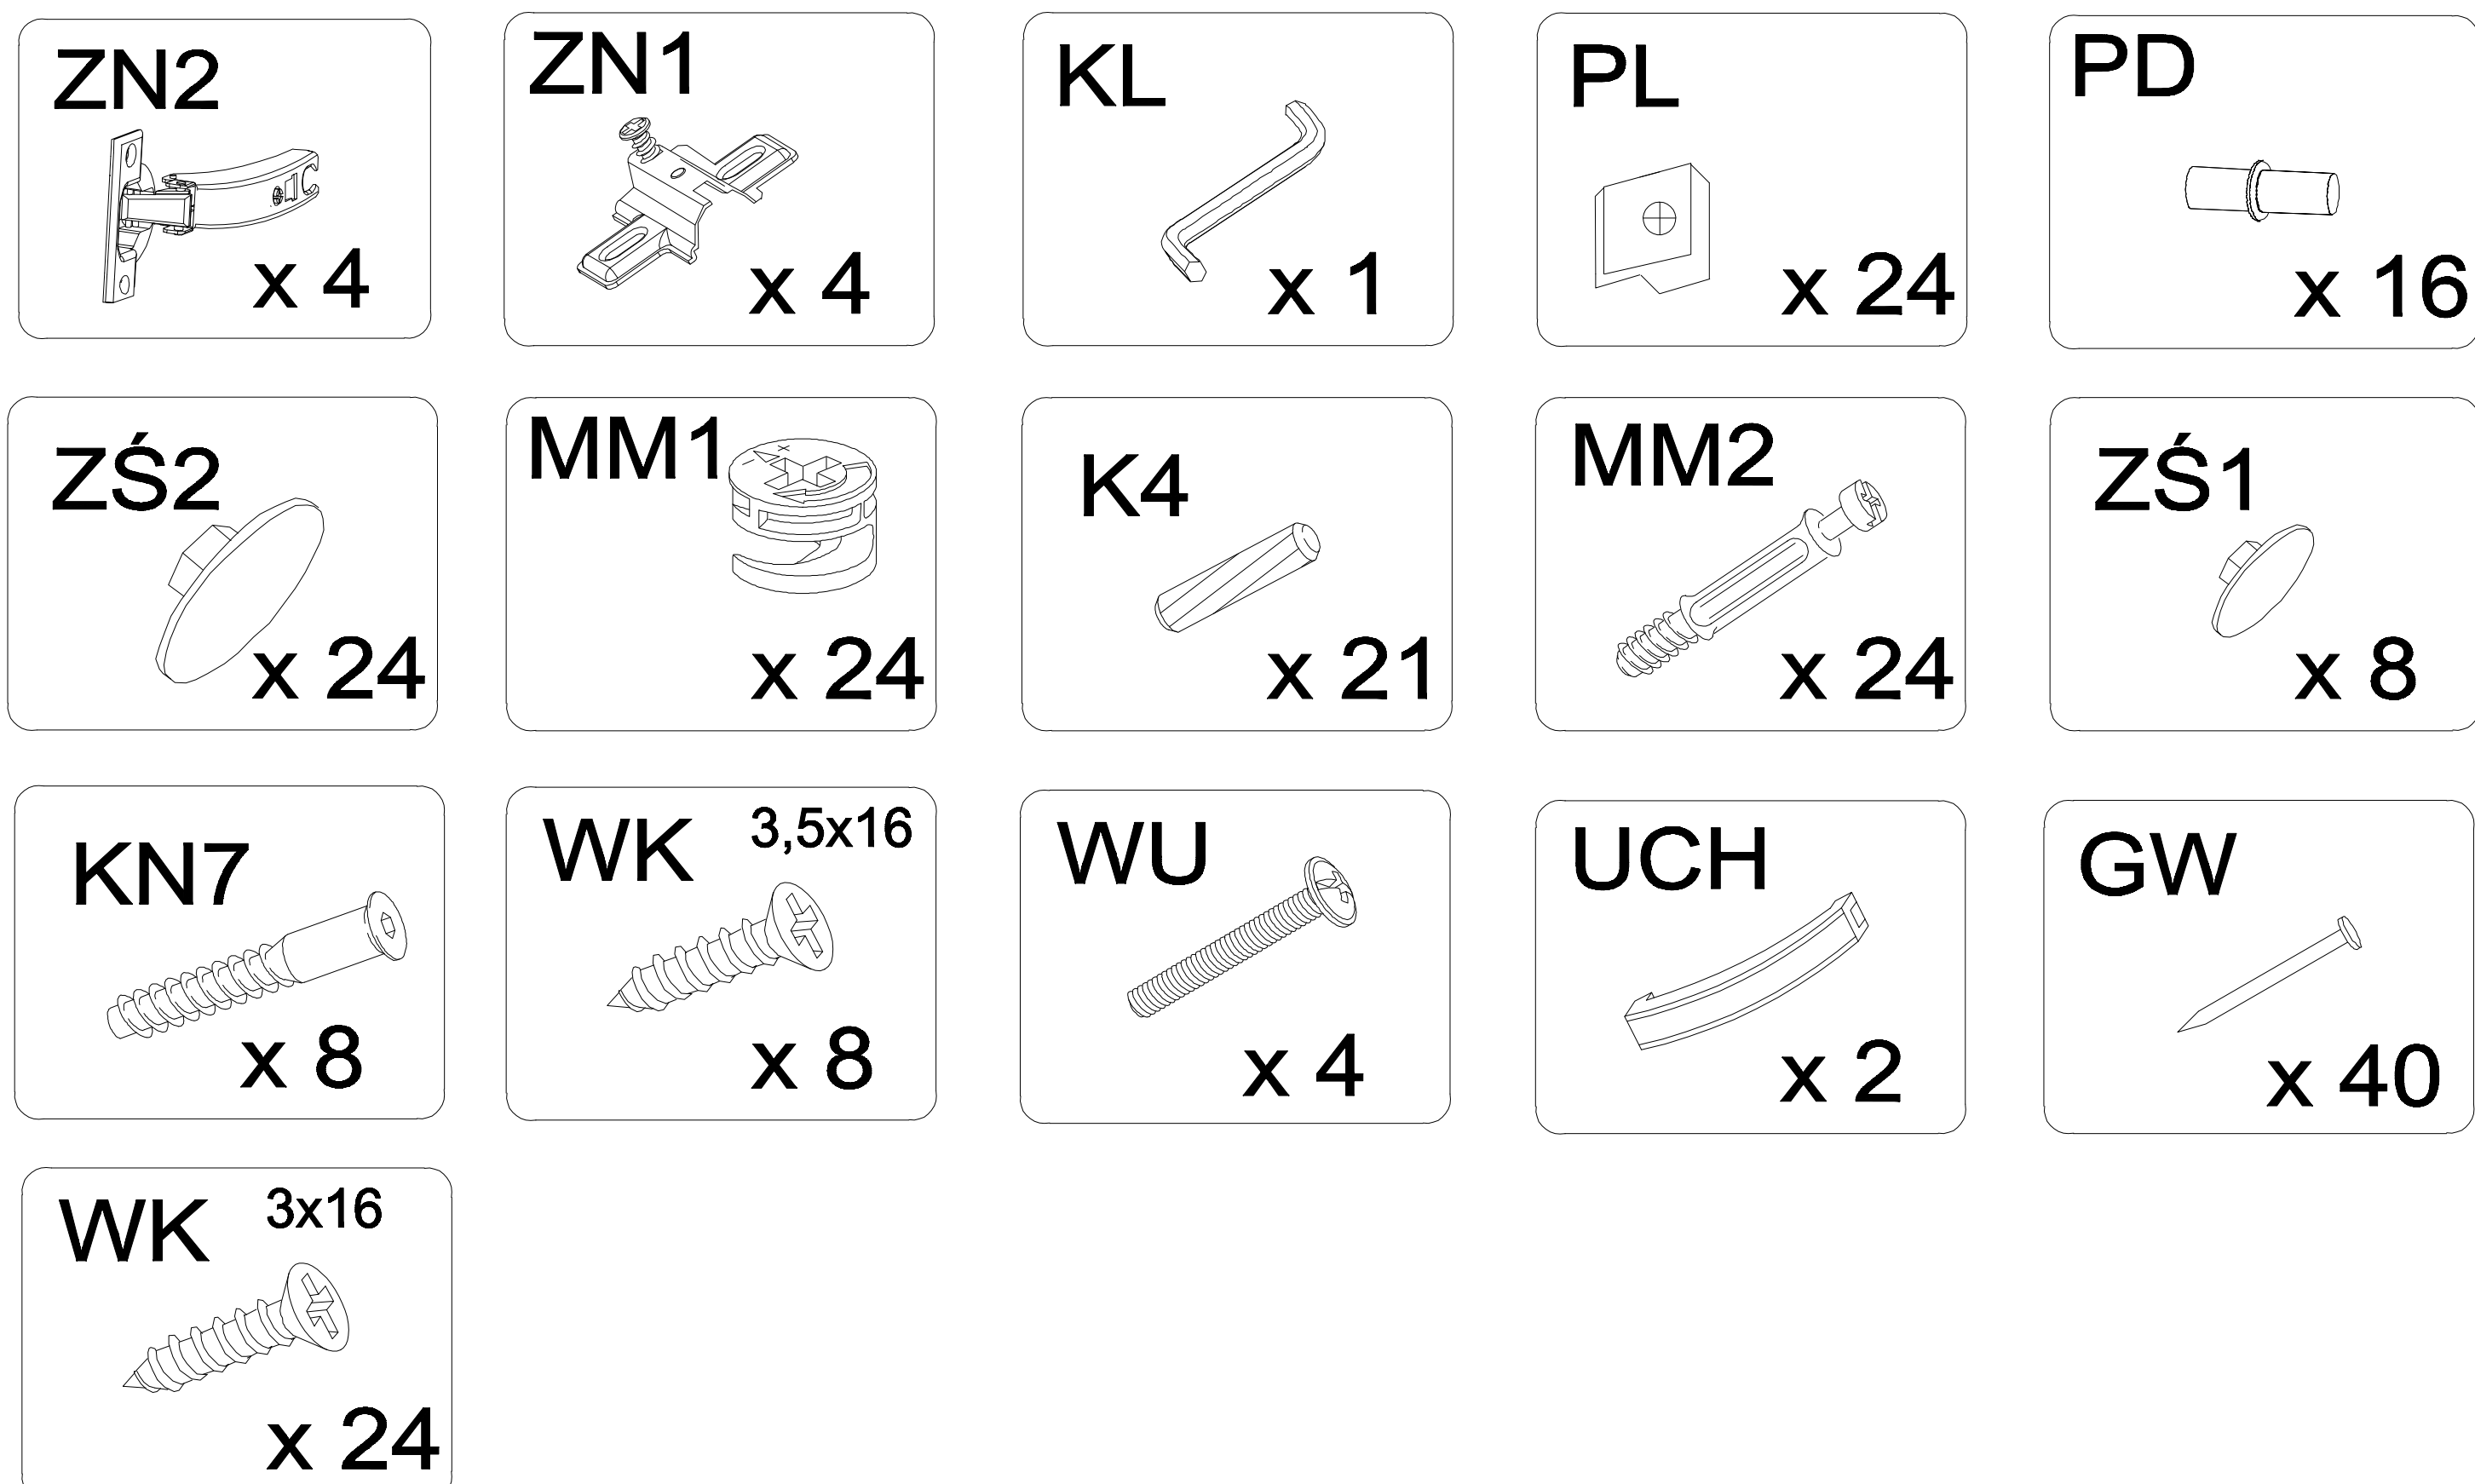 ZN2
x 4
ZN1
x 4
KL
x 1
PL
x 24
PD
x 16
ZŚ2
x 24
MM1
x 24
K4
x 21
MM2
x 24
ZŚ1
x 8
KN7
x 8
WK 3,5x16
x 8
WU
x 4
UCH
x 2
GW
x 40
WK 3x16
x 24